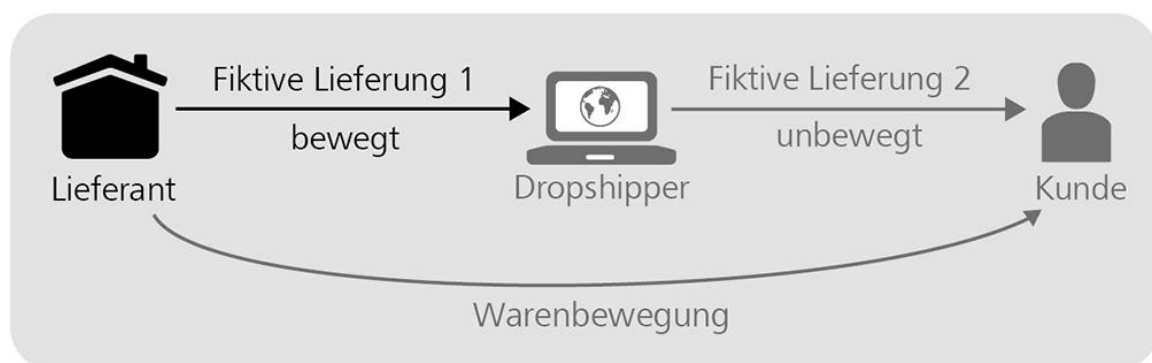 Fiktive Lieferung 1
bewegt
Fiktive Lieferung 2
unbewegt
Lieferant
Dropshipper
Kunde
Warenbewegung